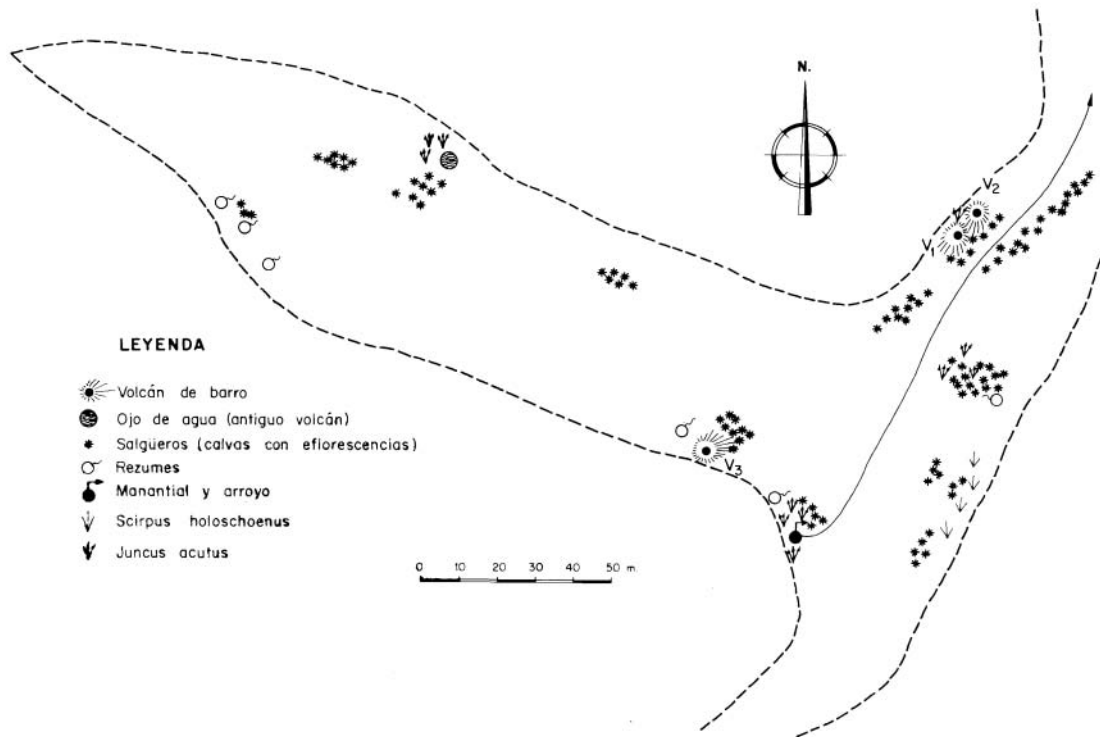 N.
V2
V1
LEYENDA
Volcán de barro
Ojo de agua (antiguo volcán)
Salgüeros (calvas con eflorescencias)
Rezumes
Manantial y arroyo
Scirpus holoschoenus
Juncus acutus
V3
0 10 20 30 40 50 m.